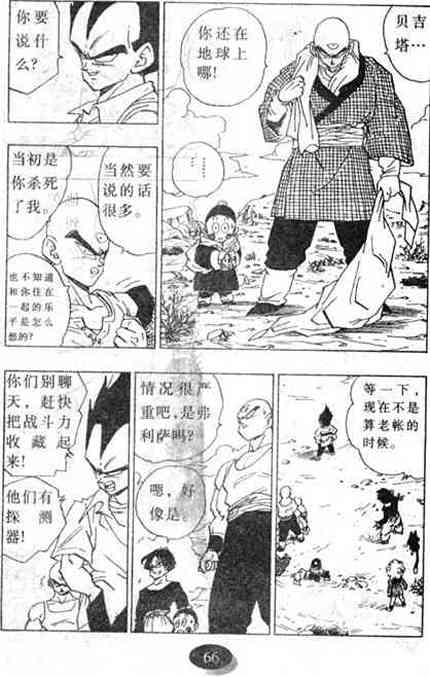 贝吉
塔…
你还在
地球上
哪!
……
你要
说什
么?
当然要
说的话
很多。
当初是
你杀死
了我。
也不知道
和你住在
一起的乐
乎是怎么
想的?
等一下,
现在不是
算老帐的
时候。
情况很严
重吧,是弗
利萨吗?
嗯,好
像是。
你们别聊
天,赶快
把战斗力
收藏起
来!
他们有
探测
器!
66